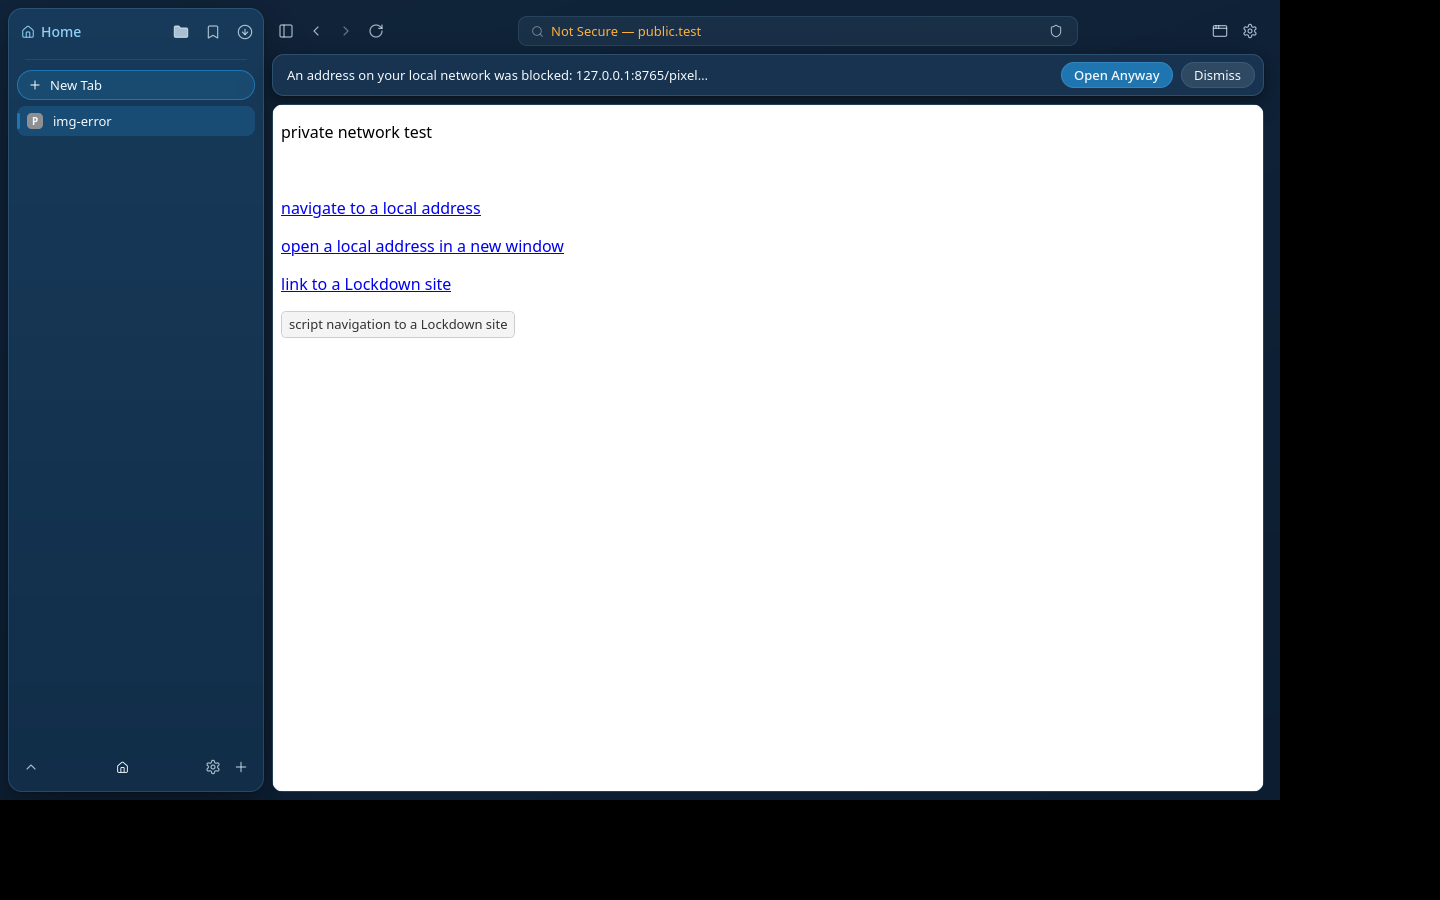 Home
Not Secure — public.test
An address on your local network was blocked: 127.0.0.1:8765/pixel...
Open Anyway
Dismiss
New Tab
P
img-error
private network test
navigate to a local address
open a local address in a new window
link to a Lockdown site
script navigation to a Lockdown site